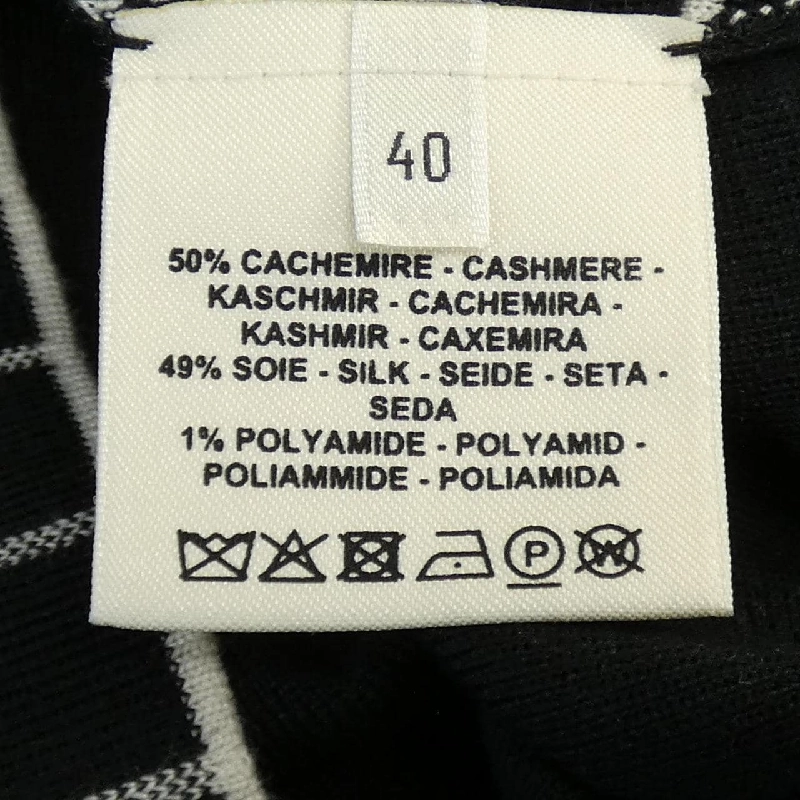 40
50% CACHEMIRE - CASHMERE -
KASCHMIR - CACHEMIRA -
KASHMIR - CAXEMIRA
49% SOIE - SILK - SEIDE - SETA -
SEDA
1% POLYAMIDE - POLYAMID -
POLIAMMIDE - POLIAMIDA
P W